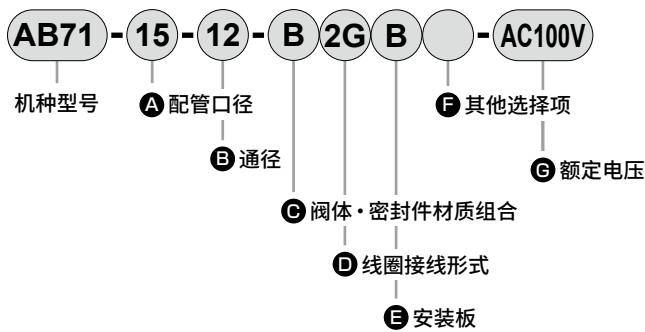 AB71-15-12-B 2G B -AC100V
机种型号
A 配管口径
F 其他选择项
B 通径
G 额定电压
C 阀体・密封件材质组合
D 线圈接线形式
E 安装板